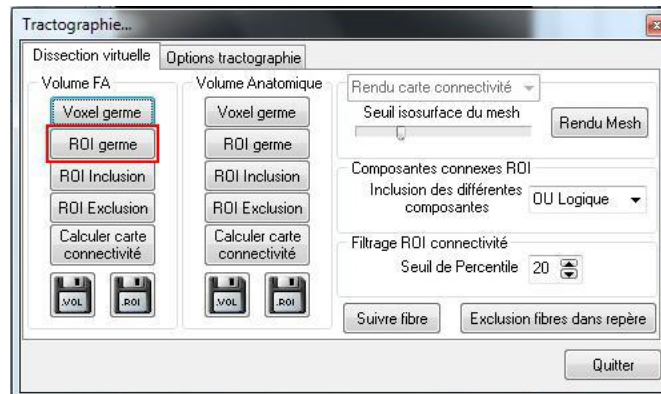 Tractographie...
Dissection virtuelle
Options tractographie
Volume FA
Voxel germe
ROI germe
ROI Inclusion
ROI Exclusion
Calculer carte
connectivité
.VOL
.ROI
Volume Anatomique
Voxel germe
ROI germe
ROI Inclusion
ROI Exclusion
Calculer carte
connectivité
.VOL
.ROI
Rendu carte connectivité
Seuil isosurface du mesh
Rendu Mesh
Composantes connexes ROI
Inclusion des différentes
composantes
OU Logique
Filtrage ROI connectivité
Seuil de Percentile
20
Suivre fibre
Exclusion fibres dans repère
Quitter